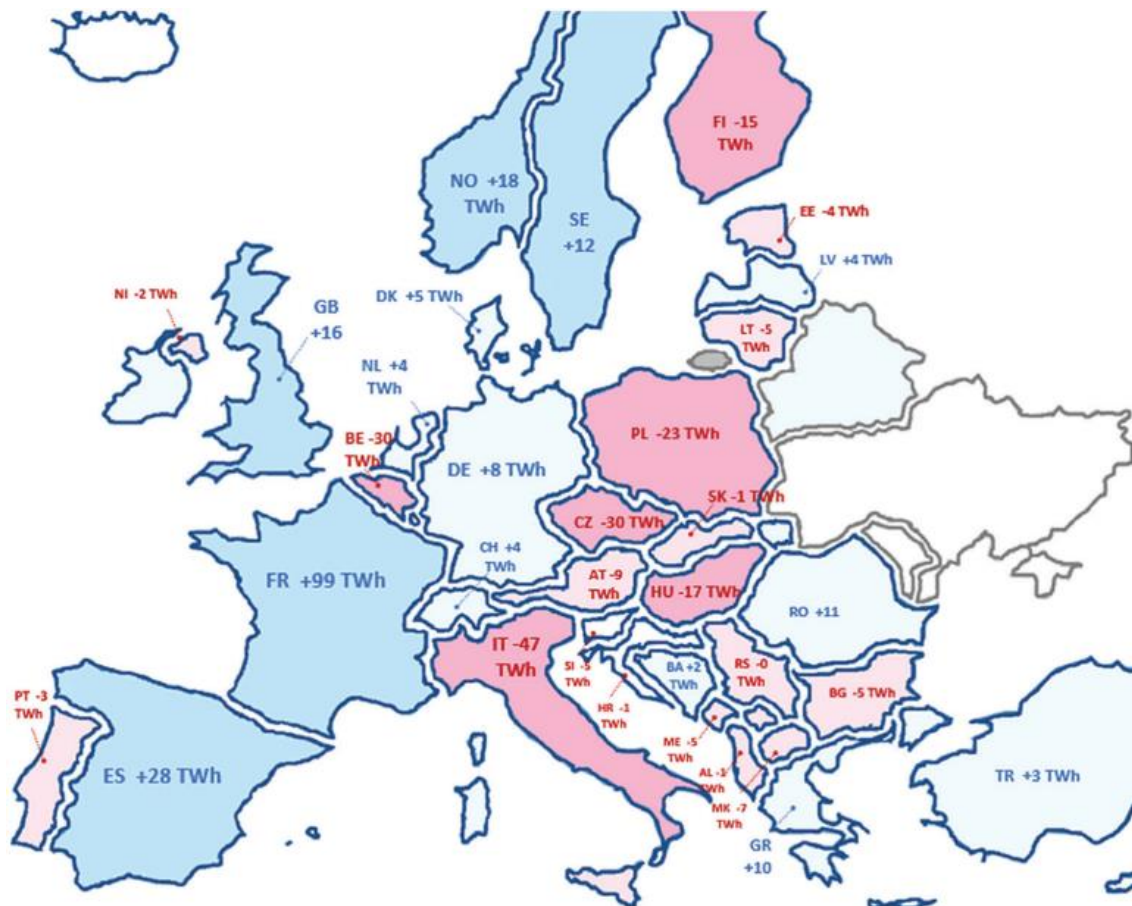 FI -15
TWh
NO +18
TWh
SE
+12
EE -4 TWh
LV +4 TWh
DK +5 TWh
NI -2 TWh
GB
+16
LT -5
TWh
NL +4
TWh
BE -30
TWh
DE +8 TWh
PL -23 TWh
SK -1 TWh
CZ -30 TWh
CH +4
TWh
FR +99 TWh
AT -9
TWh
HU -17 TWh
RO +11
IT -47
TWh
SI -5
TWh
BA +2
TWh
RS -0
TWh
BG -5 TWh
HR -1
TWh
PT -3
TWh
ME -5
TWh
ES +28 TWh
AL -1
TWh
TR +3 TWh
MK -7
TWh
GR
+10